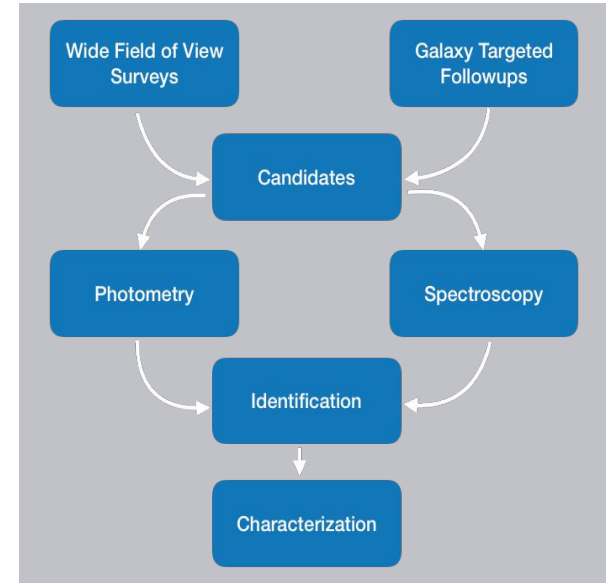 Wide Field of View
Surveys
Galaxy Targeted
Followups
Candidates
Photometry
Spectroscopy
Identification
Characterization